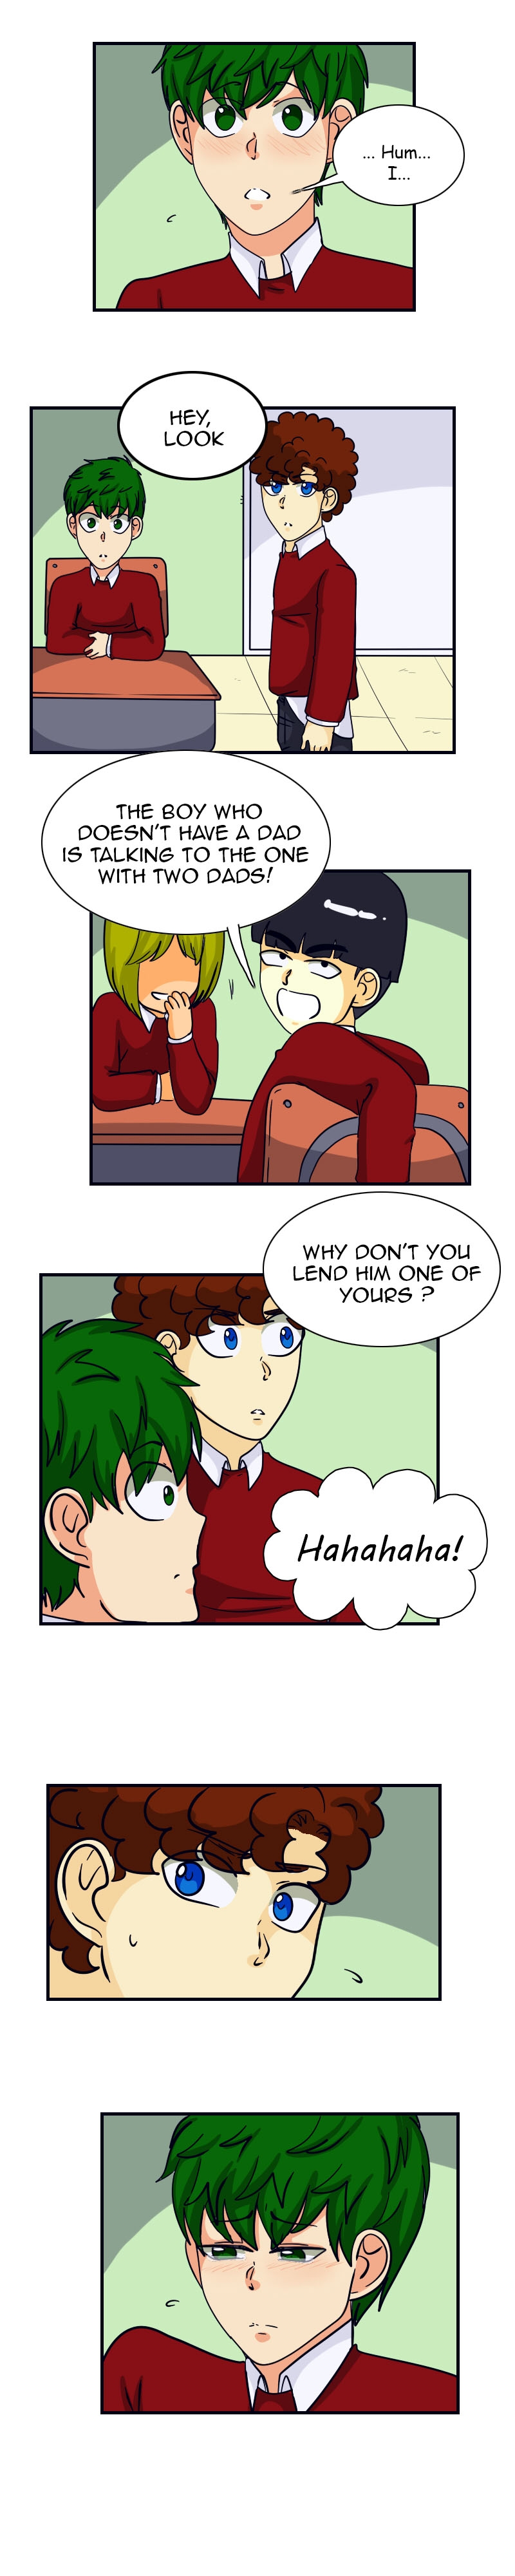 ... Hum...
I...
HEY,
LOOK
THE BOY WHO
DOESN'T HAVE A DAD
IS TALKING TO THE ONE
WITH TWO DADS!
WHY DON'T YOU
LEND HIM ONE OF
YOURS ?
Hahahaha!